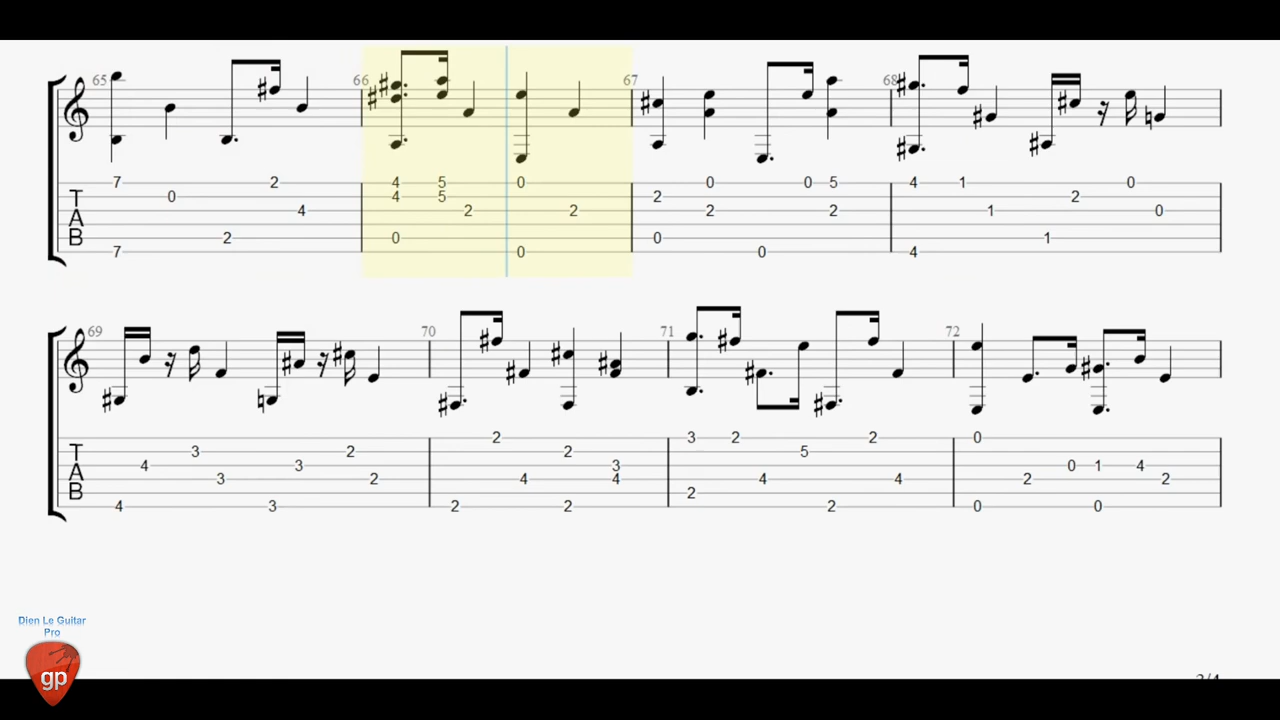 65 66 67 68
7 2 4 5 0 0 0 5 4 1 0
T 0 4 5 2 2
A 4 2 2 2 2 1 0
B 2 0 0 1
7 0 0 4
69 70 71 72
2 3 2 2 0
T 3 2 2 5
4 3 3 0 1 4
A 3 2 4 4 4 4 2 2
B 2
4 3 2 2 2 0 0
Dien Le Guitar
Pro
gp